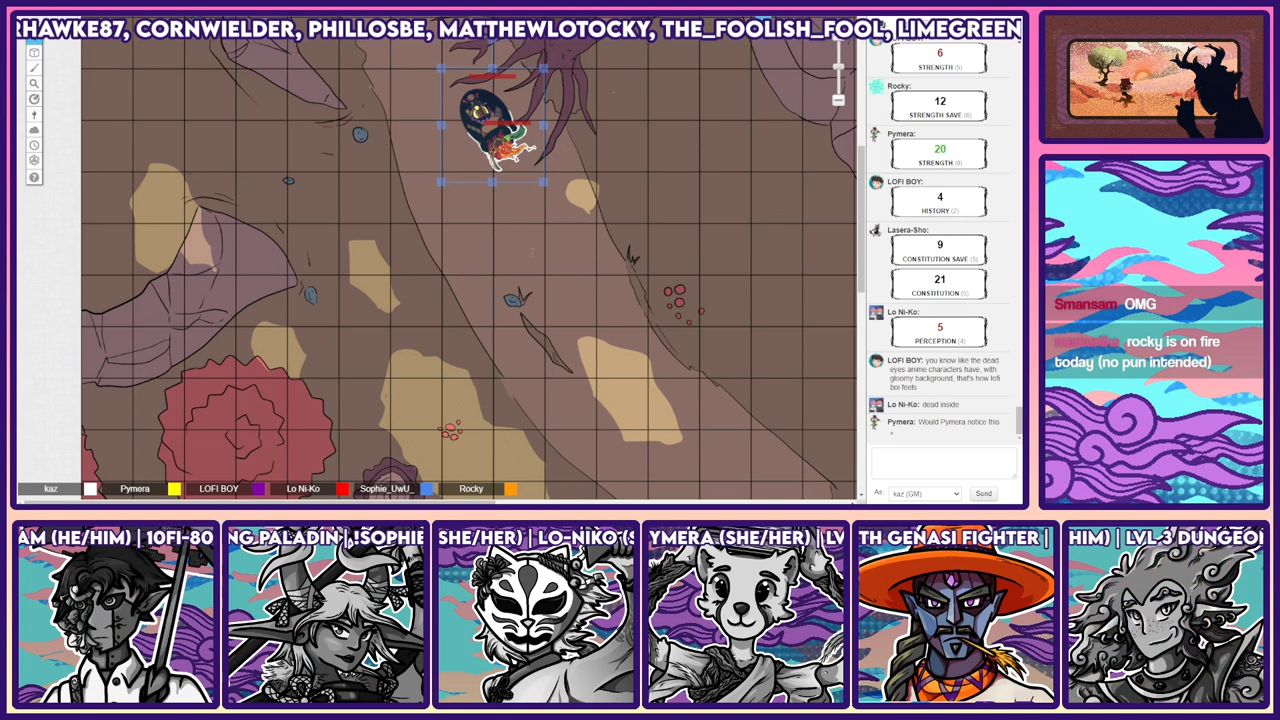 HAWKE87, CORNWIELDER, PHILLOSBE, MATTHEWLOTOCKY, THE_FOOLISH_FOOL, LIMEGREEN
6
STRENGTH (5)
Rocky:
12
STRENGTH SAVE (6)
Pymera:
20
STRENGTH (0)
LOFI BOY:
4
HISTORY (2)
Lasera-Sho:
9
CONSTITUTION SAVE (5)
21
CONSTITUTION (5)
Lo Ni-Ko:
5
PERCEPTION (4)
LOFI BOY: you know like the dead
eyes anime characters have, with
gloomy background, that's how lofi
boi feels
Lo Ni-Ko: dead inside
Pymera: Would Pymera notice this
As:
kaz (GM)
Send
kaz
Pymera
LOFI BOY
Lo Ni-Ko
Sophie_UwU_
Rocky
Smansam OMG
rocky is on fire
today (no pun intended)
AM (HE/HIM) | 10FI-80
NG PALADIN | !SOPHIE
SHE/HER) | LO-NIKO (S
YMERA (SHE/HER) | LV
TH GENASI FIGHTER |
HIM) | LVL 3 DUNGEO